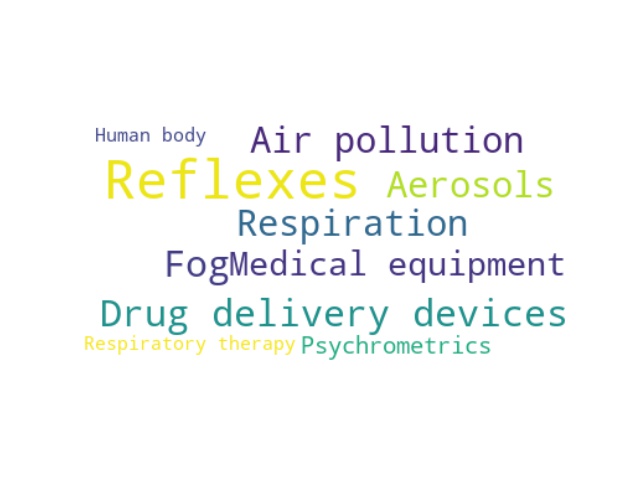 Human body
Air pollution
Reflexes
Aerosols
Respiration
Fog
Medical equipment
Drug delivery devices
Respiratory therapy
Psychrometrics